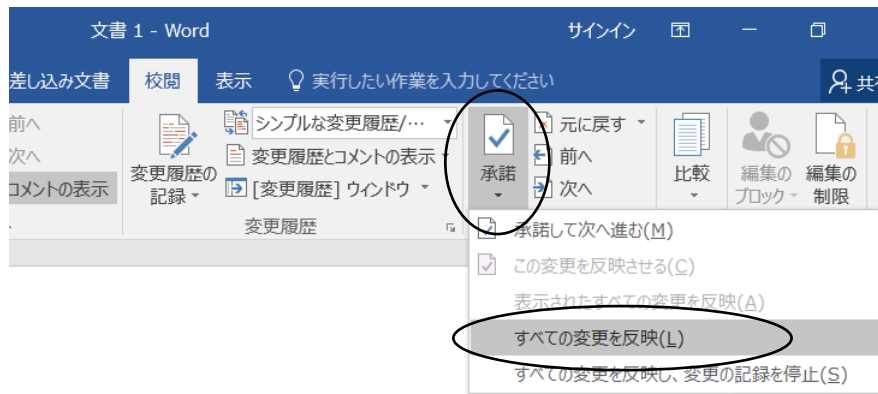 文書 1 - Word サインイン
差し込み文書 校閲 表示 実行したい作業を入力してください 共有
前へ
次へ
コメントの表示
変更履歴の
記録
シンプルな変更履歴/…
変更履歴とコメントの表示
[変更履歴] ウィンドウ
変更履歴
承諾
元に戻す
前へ
次へ
比較
編集の
ブロック
編集の
制限
承諾して次へ進む(M)
この変更を反映させる(C)
表示されたすべての変更を反映(A)
すべての変更を反映(L)
すべての変更を反映し、変更の記録を停止(S)